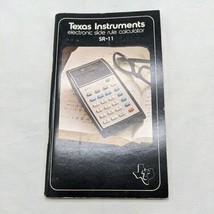 Texas Instruments
electronic slide rule calculator
SR-11